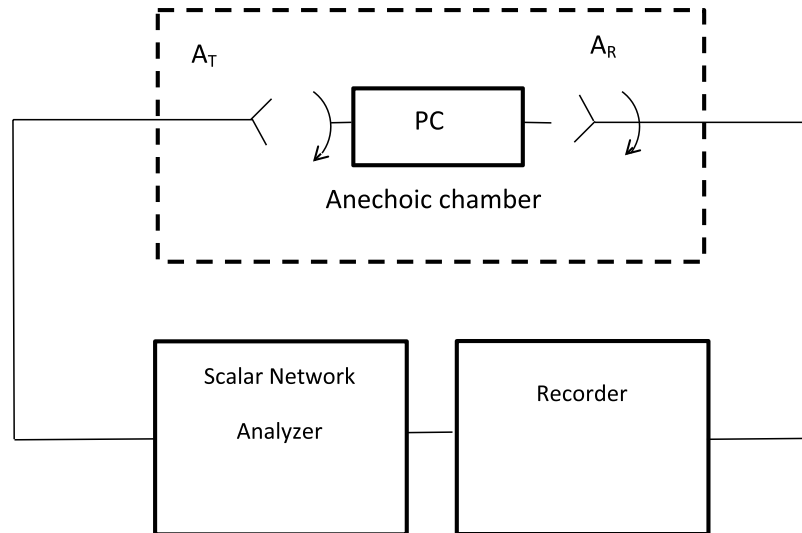 A_T
A_R
PC
Anechoic chamber
Scalar Network
Analyzer
Recorder